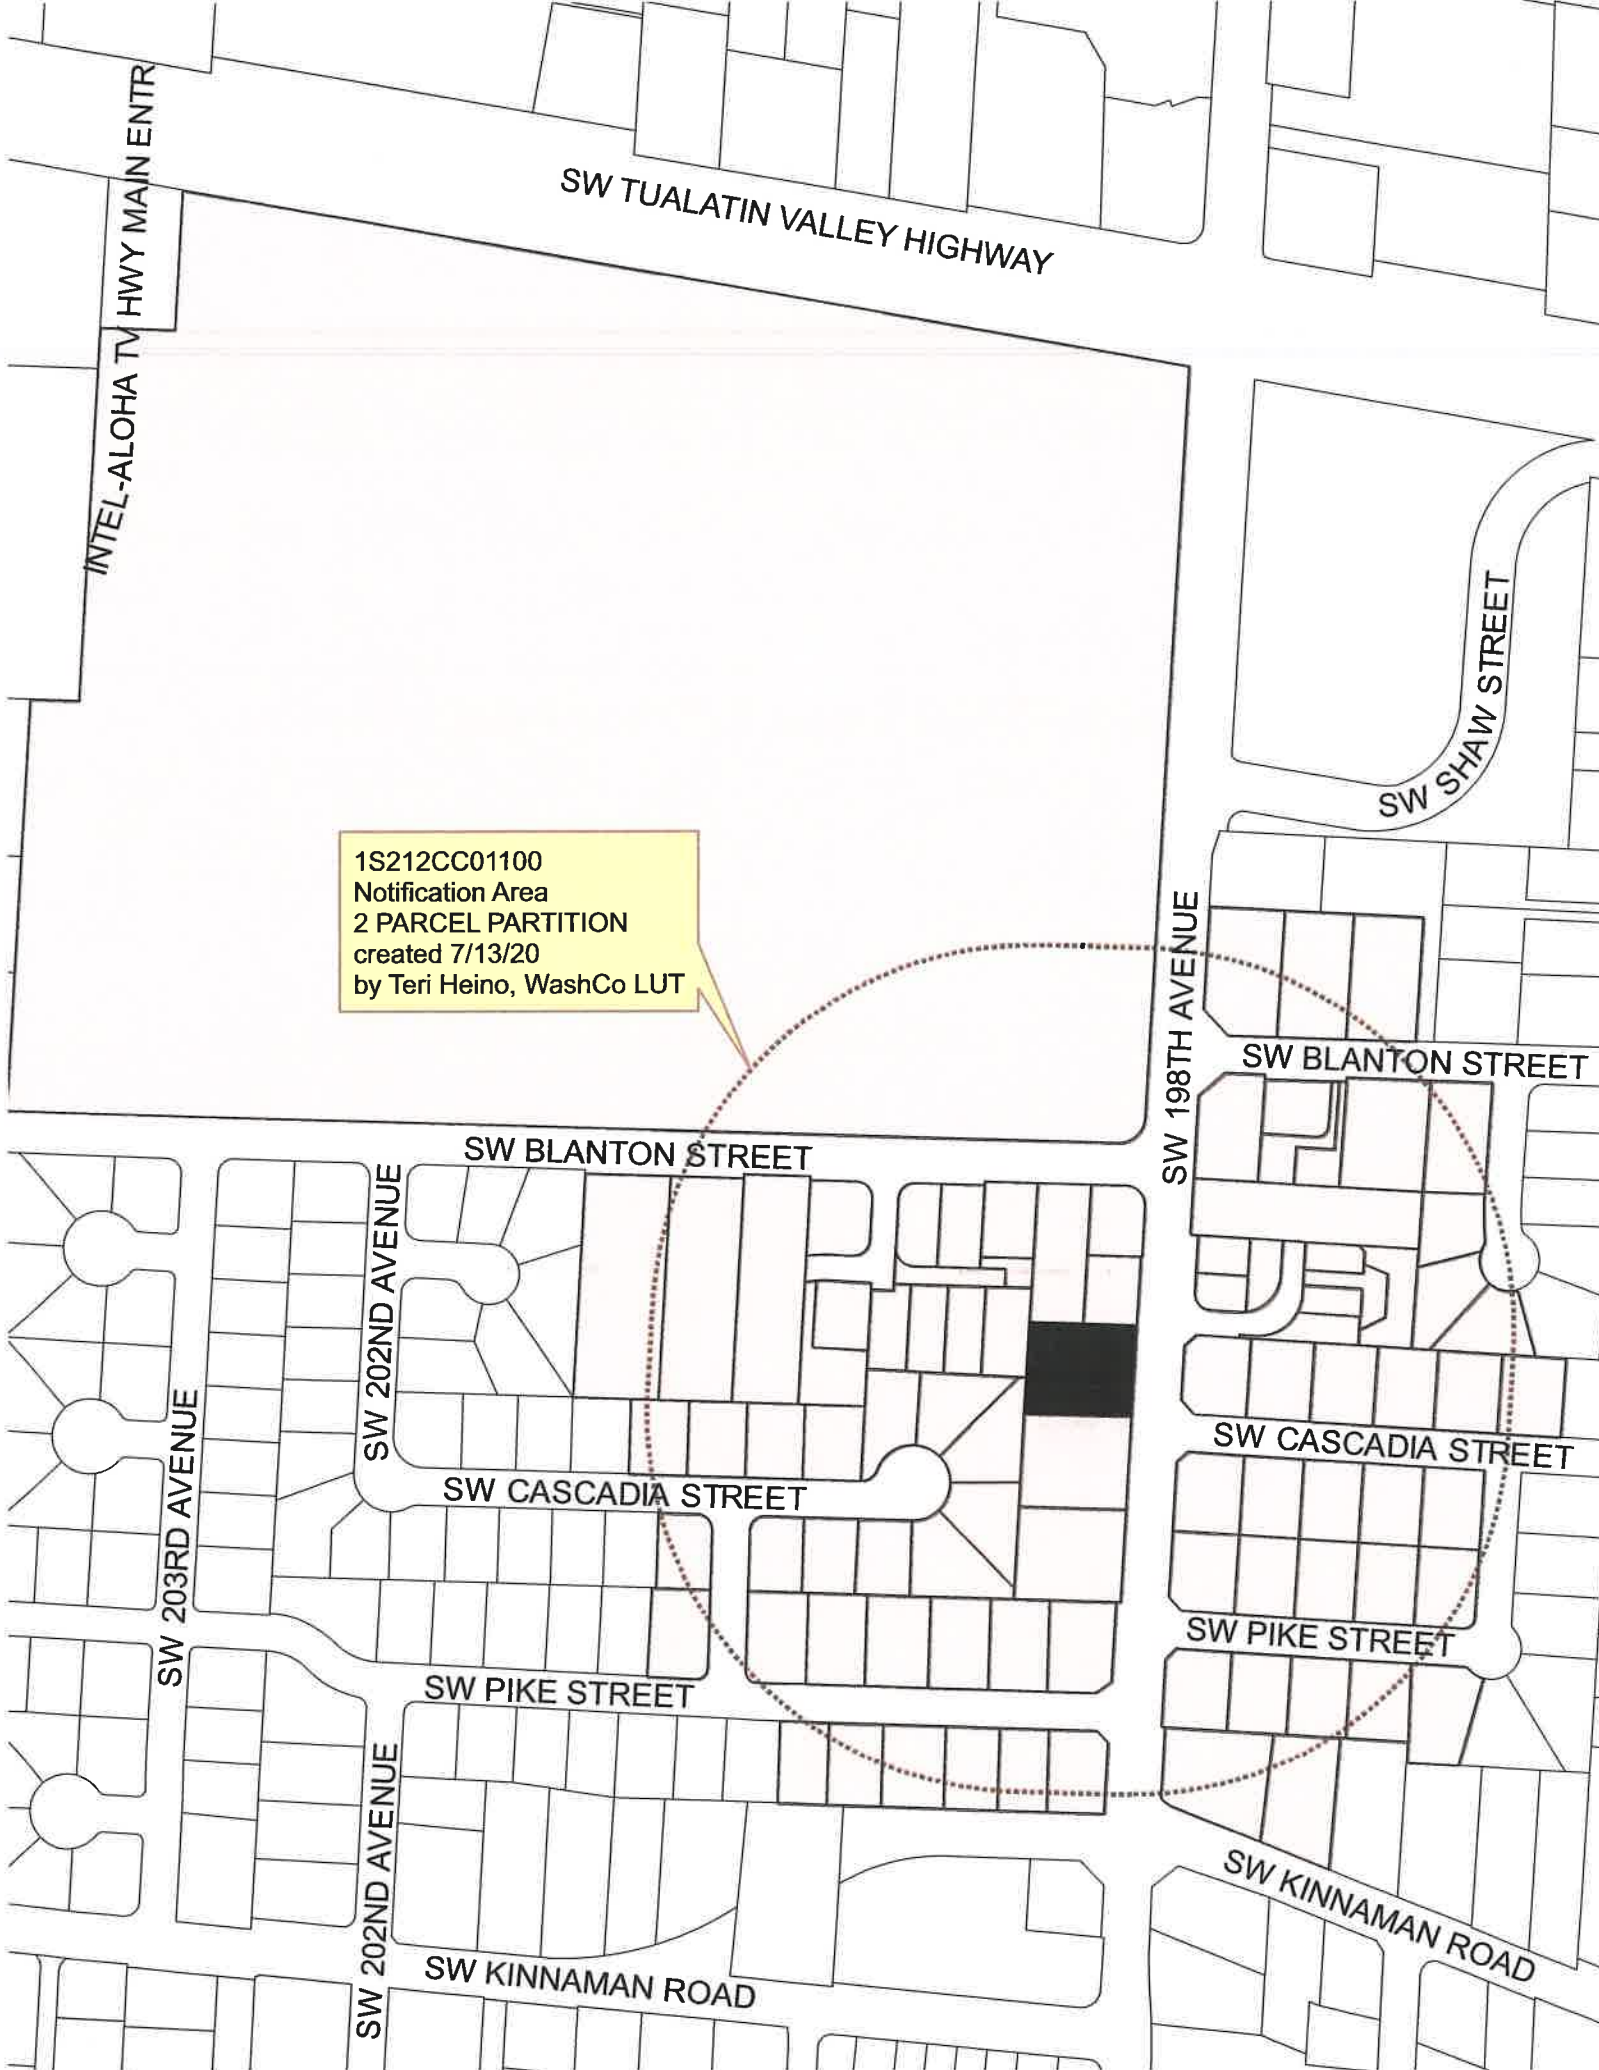 INTEL-ALOHA TV HWY MAIN ENTR
SW TUALATIN VALLEY HIGHWAY
SW SHAW STREET
1S212CC01100
Notification Area
2 PARCEL PARTITION
created 7/13/20
by Teri Heino, WashCo LUT
SW 198TH AVENUE
SW BLANTON STREET
SW BLANTON STREET
SW 202ND AVENUE
SW 203RD AVENUE
SW CASCADIA STREET
SW CASCADIA STREET
SW PIKE STREET
SW PIKE STREET
SW 202ND AVENUE
SW KINNAMAN ROAD
SW KINNAMAN ROAD